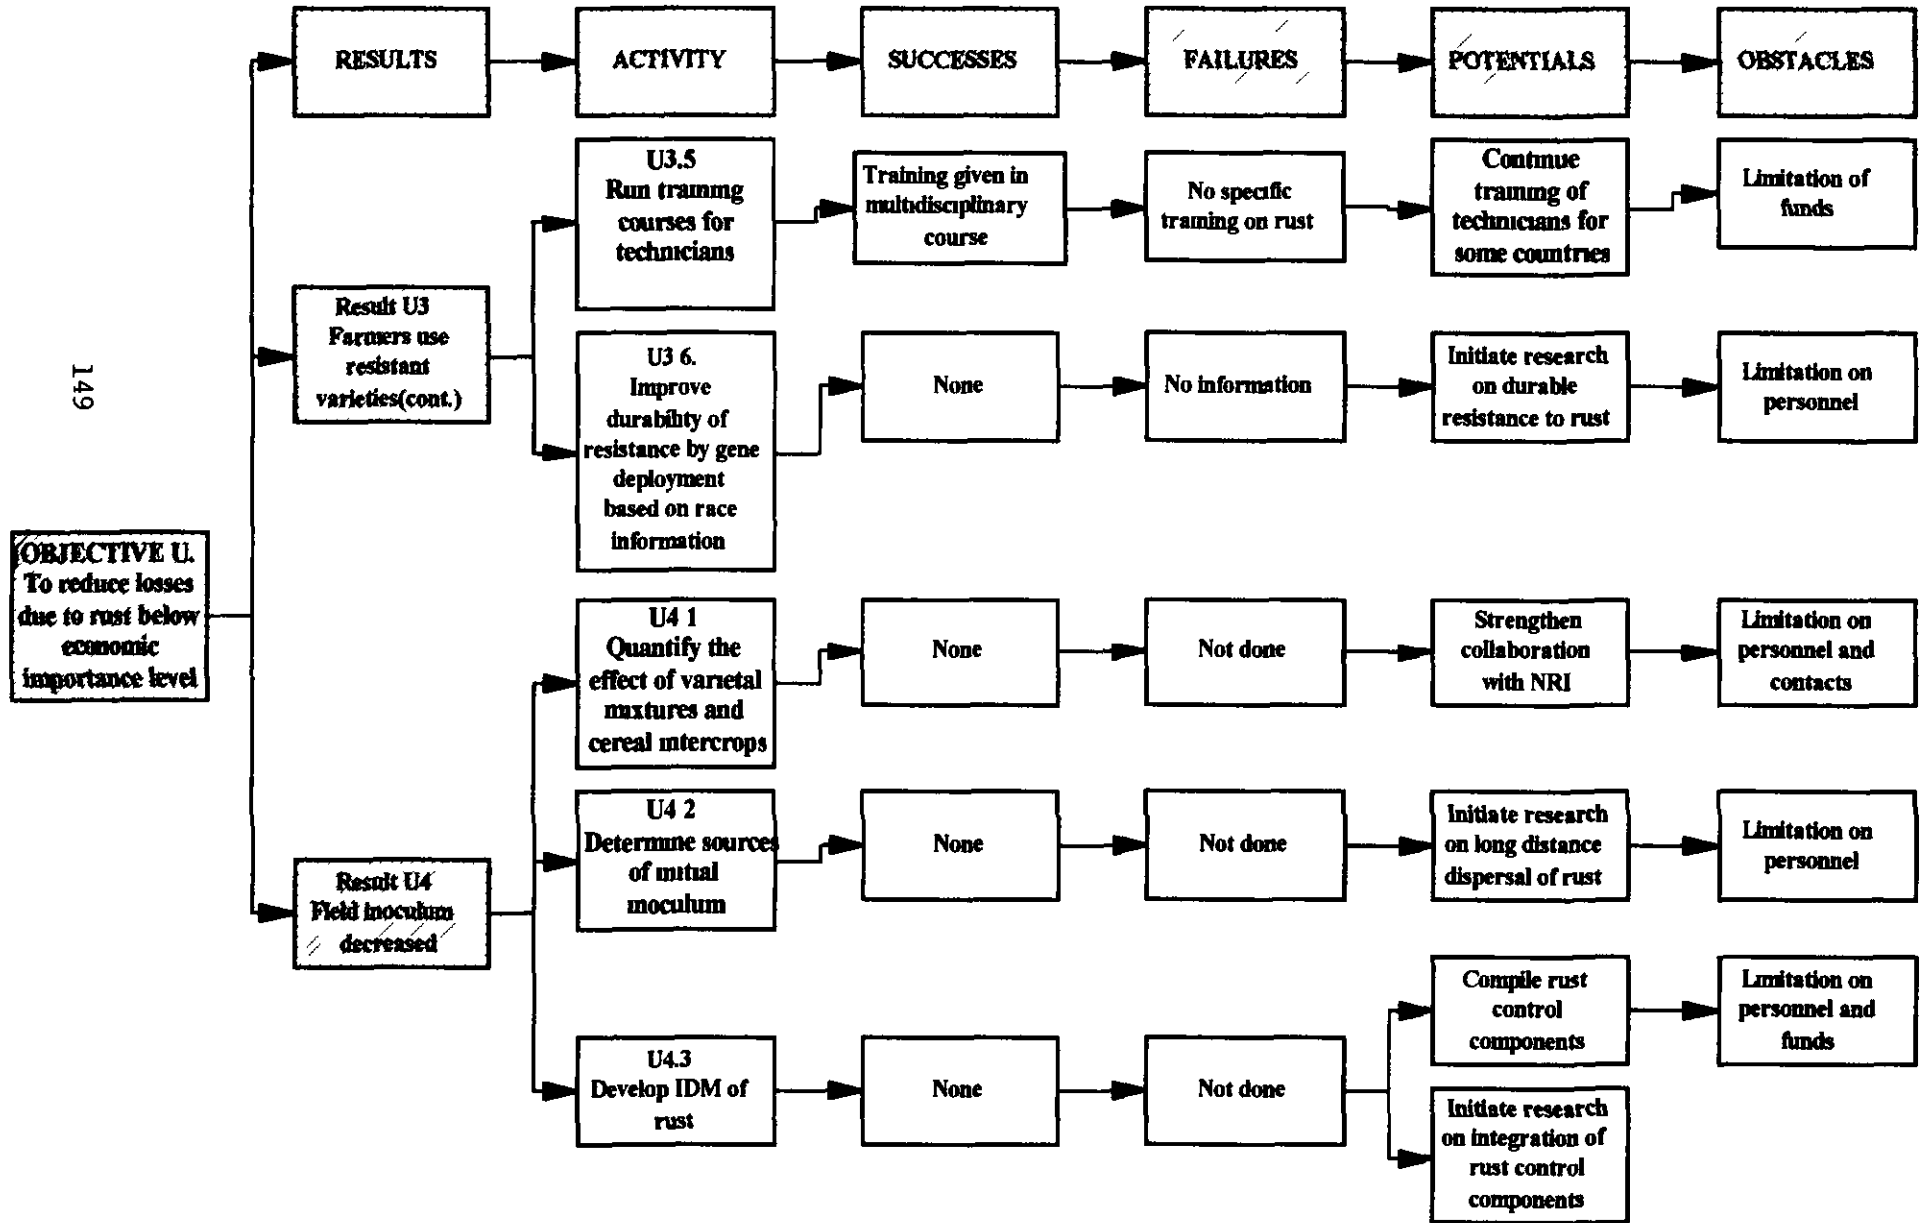 RESULTS
ACTIVITY
SUCCESSES
FAILURES
POTENTIALS
OBSTACLES
U3.5
Run training
courses for
technicians
Training given in
multidisciplinary
course
No specific
training on rust
Continue
training of
technicians for
some countries
Limitation of
funds
Result U3
Farmers use
resistant
varieties(cont.)
U3 6.
Improve
durability of
resistance by gene
deployment
based on race
information
None
No information
Initiate research
on durable
resistance to rust
Limitation on
personnel
149
OBJECTIVE U.
To reduce losses
due to rust below
economic
importance level
U4 1
Quantify the
effect of varietal
mixtures and
cereal intercrops
None
Not done
Strengthen
collaboration
with NRI
Limitation on
personnel and
contacts
Result U4
Field inoculum
decreased
U4 2
Determine sources
of initial
inoculum
None
Not done
Initiate research
on long distance
dispersal of rust
Limitation on
personnel
U4.3
Develop IDM of
rust
None
Not done
Compile rust
control
components
Limitation on
personnel and
funds
Initiate research
on integration of
rust control
components